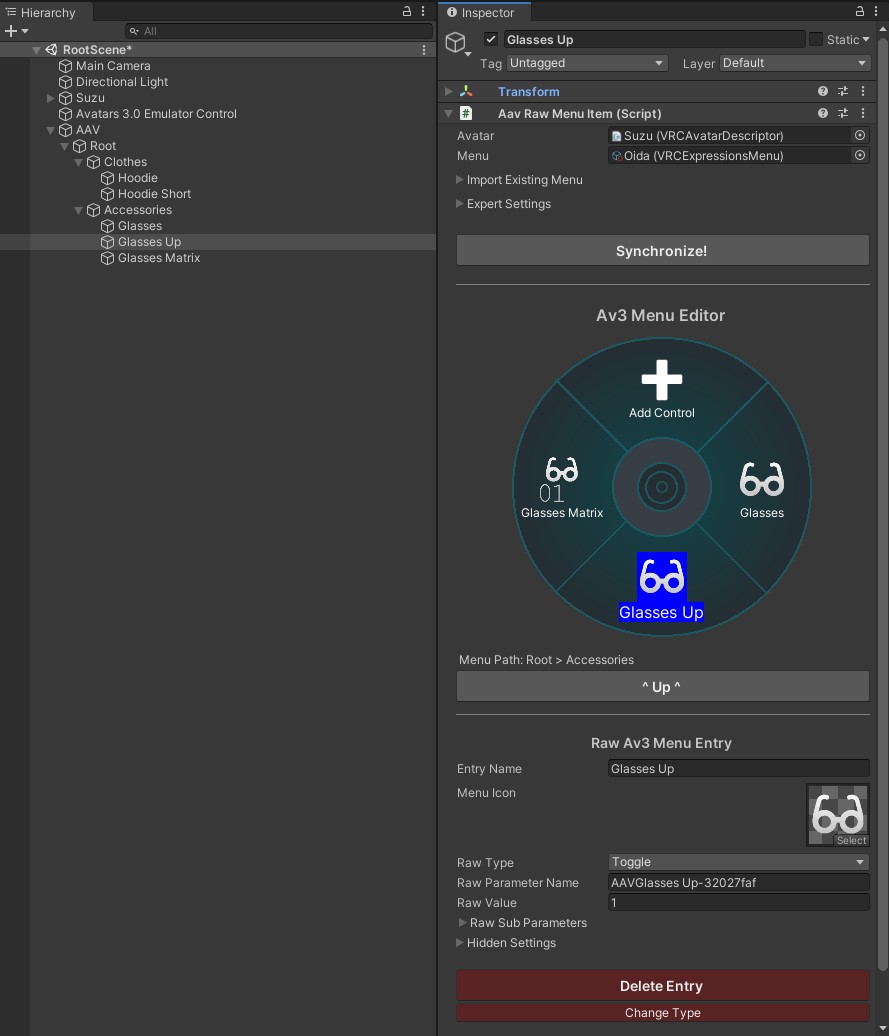 Hierarchy
All
RootScene*
Main Camera
Directional Light
Suzu
Avatars 3.0 Emulator Control
AAV
Root
Clothes
Hoodie
Hoodie Short
Accessories
Glasses
Glasses Up
Glasses Matrix
Inspector
Glasses Up
Static
Tag Untagged Layer Default
Transform
# Aav Raw Menu Item (Script)
Avatar Suzu (VRCAvatarDescriptor)
Menu Oida (VRCExpressionsMenu)
Import Existing Menu
Expert Settings
Synchronize!
Av3 Menu Editor
Add Control
01
Glasses Matrix
Glasses
Glasses Up
Menu Path: Root > Accessories
^ Up ^
Raw Av3 Menu Entry
Entry Name Glasses Up
Menu Icon
Select
Raw Type Toggle
Raw Parameter Name AAVGlasses Up-32027faf
Raw Value 1
Raw Sub Parameters
Hidden Settings
Delete Entry
Change Type